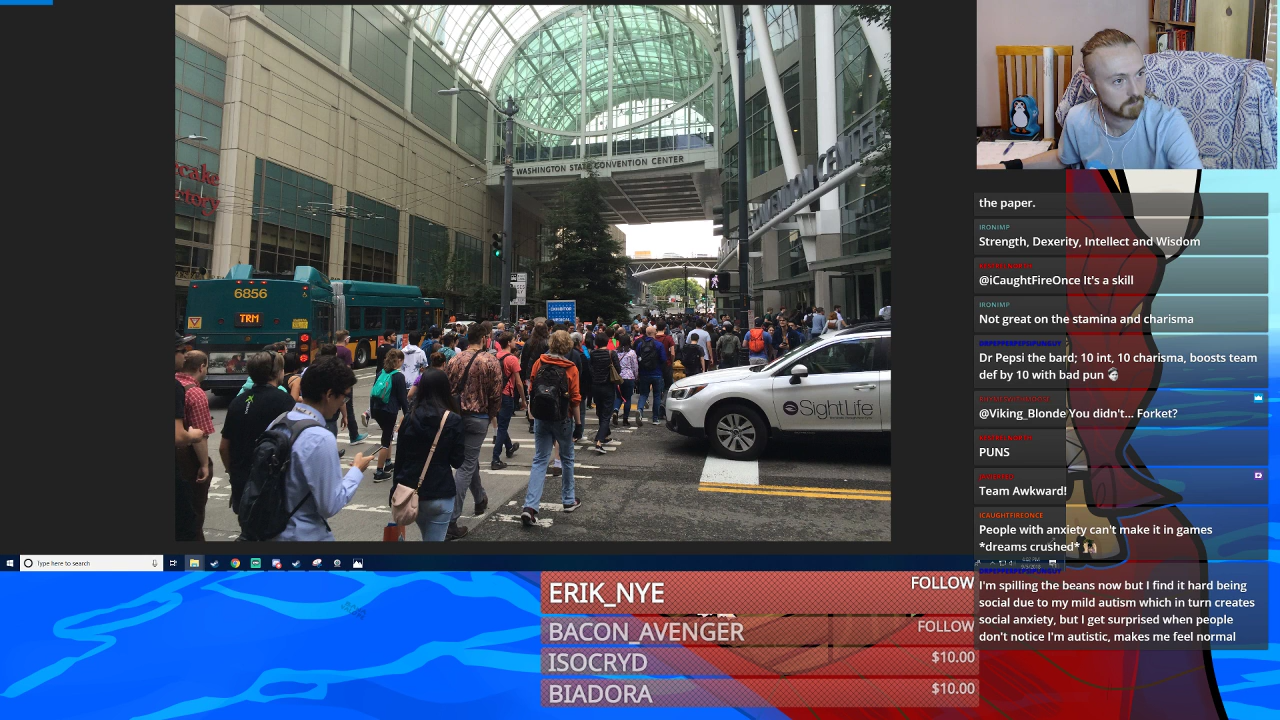 WASHINGTON STATE CONVENTION CENTER
CONVENTION CENTER
6856
TRM
EXHIBITOR
SightLife
Type here to search
the paper.
IRONIMP
Strength, Dexerity, Intellect and Wisdom
@iCaughtFireOnce It's a skill
IRONIMP
Not great on the stamina and charisma
Dr Pepsi the bard; 10 int, 10 charisma, boosts team
def by 10 with bad pun
@Viking_Blonde You didn't... Forket?
PUNS
Team Awkward!
ICAUGHTFIREONCE
People with anxiety can't make it in games
*dreams crushed*
I'm spilling the beans now but I find it hard being
social due to my mild autism which in turn creates
social anxiety, but I get surprised when people
don't notice I'm autistic, makes me feel normal
ERIK_NYE FOLLOW
BACON_AVENGER FOLLOW
ISOCRYD $10.00
BIADORA $10.00